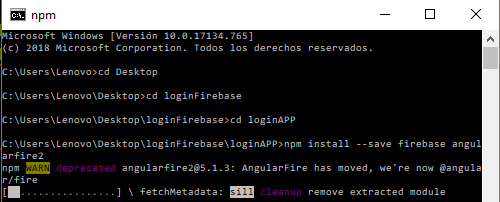 npm
Microsoft Windows [Versión 10.0.17134.765]
(c) 2018 Microsoft Corporation. Todos los derechos reservados.
C:\Users\Lenovo>cd Desktop
C:\Users\Lenovo\Desktop>cd loginFirebase
C:\Users\Lenovo\Desktop\loginFirebase>cd loginAPP
C:\Users\Lenovo\Desktop\loginFirebase\loginAPP>npm install --save firebase angul
arfire2
npm WARN deprecated angularfire2@5.1.3: AngularFire has moved, we're now @angula
r/fire
[  ................] \ fetchMetadata: sill cleanup remove extracted module